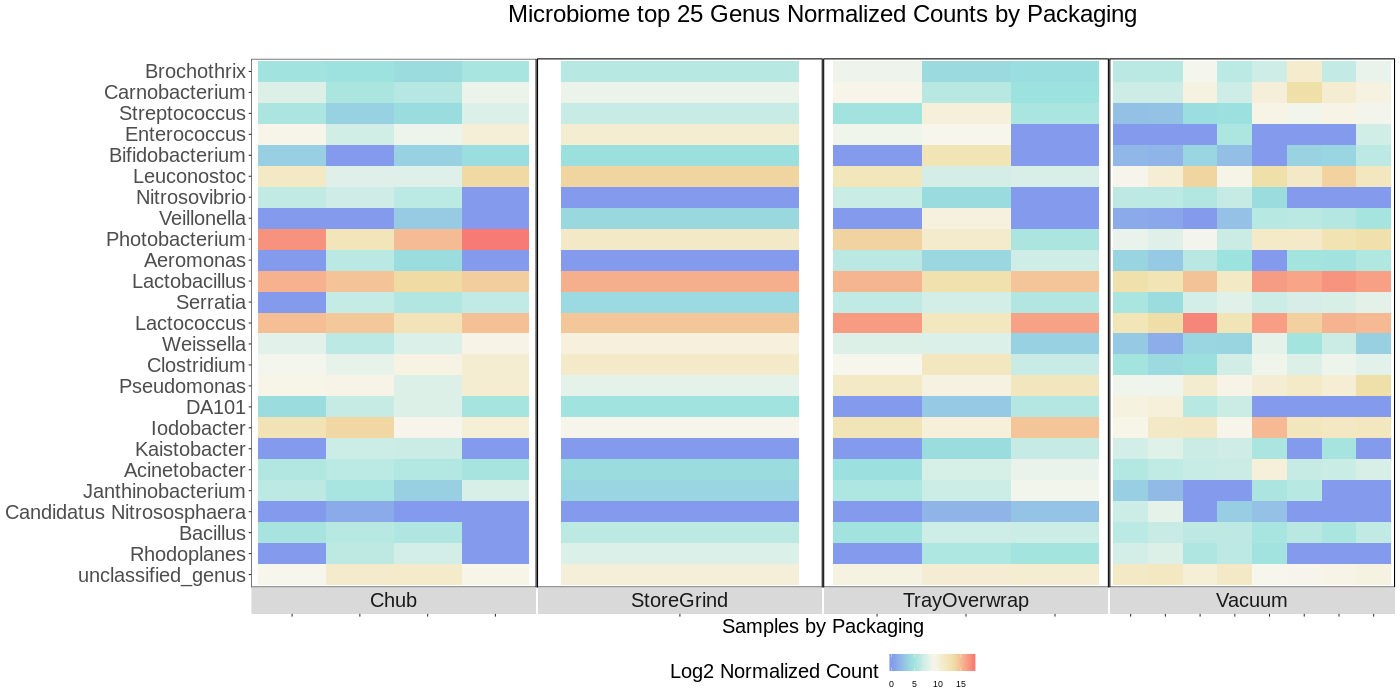 Microbiome top 25 Genus Normalized Counts by Packaging
Brochothrix
Carnobacterium
Streptococcus
Enterococcus
Bifidobacterium
Leuconostoc
Nitrosovibrio
Veillonella
Photobacterium
Aeromonas
Lactobacillus
Serratia
Lactococcus
Weissella
Clostridium
Pseudomonas
DA101
Iodobacter
Kaistobacter
Acinetobacter
Janthinobacterium
Candidatus Nitrososphaera
Bacillus
Rhodoplanes
unclassified_genus
Chub StoreGrind TrayOverwrap Vacuum
Samples by Packaging
Log2 Normalized Count
0 5 10 15